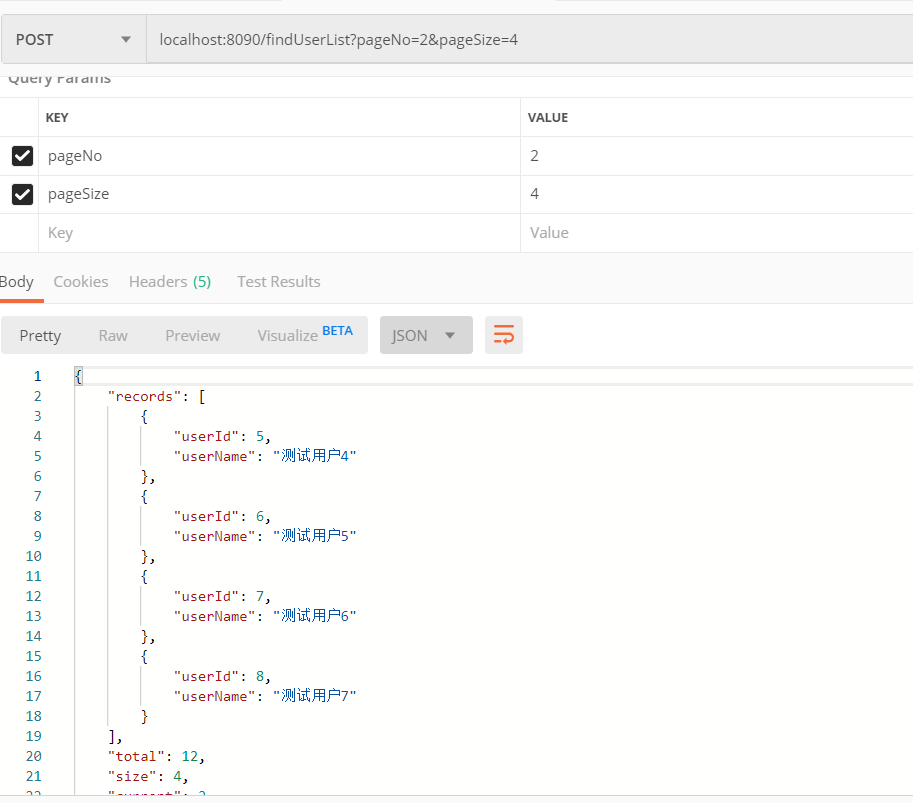 POST localhost:8090/findUserList?pageNo=2&pageSize=4
Query Params
KEY VALUE
pageNo 2
pageSize 4
Key Value
Body Cookies Headers (5) Test Results
Pretty Raw Preview Visualize BETA JSON
1 {
2 "records": [
3 {
4 "userId": 5,
5 "userName": "测试用户4"
6 },
7 {
8 "userId": 6,
9 "userName": "测试用户5"
10 },
11 {
12 "userId": 7,
13 "userName": "测试用户6"
14 },
15 {
16 "userId": 8,
17 "userName": "测试用户7"
18 }
19 ],
20 "total": 12,
21 "size": 4,
22 "current": 2